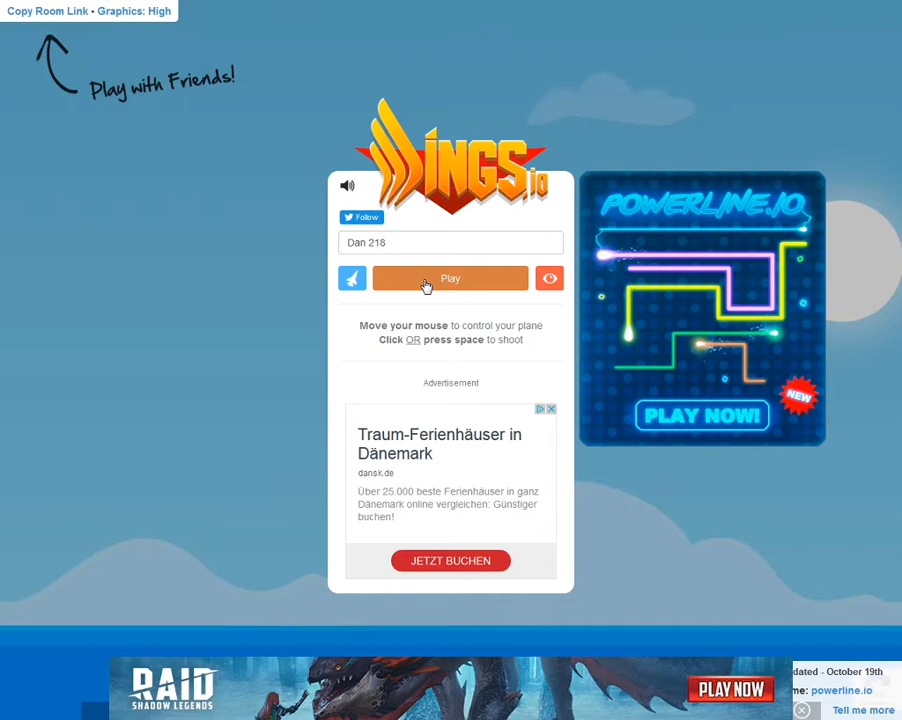 Copy Room Link • Graphics: High
Play with Friends!
WINGS.io
Follow
Dan 218
Play
Move your mouse to control your plane
Click OR press space to shoot
Advertisement
Traum-Ferienhäuser in
Dänemark
dansk.de
Über 25.000 beste Ferienhäuser in ganz
Dänemark online vergleichen: Günstiger
buchen!
JETZT BUCHEN
POWERLINE.IO
NEW
PLAY NOW!
RAID
SHADOW LEGENDS
PLAY NOW
dated - October 19th
me: powerline.io
Tell me more